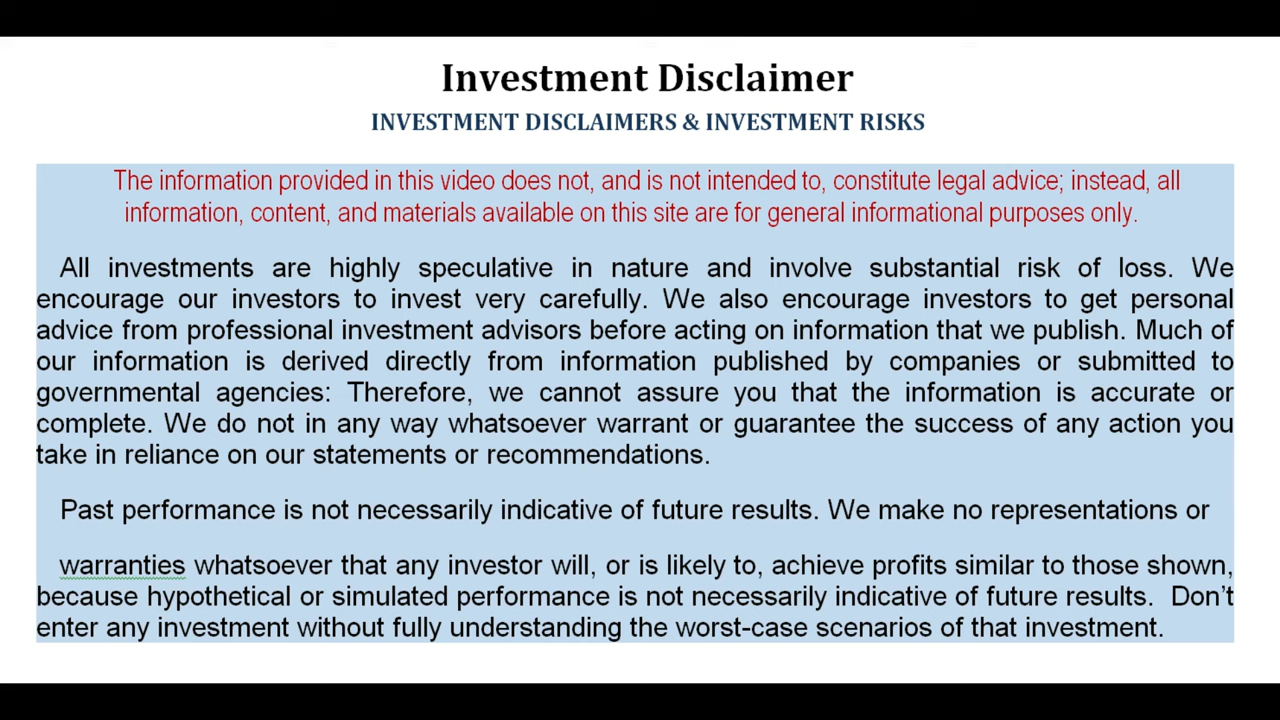 Investment Disclaimer
INVESTMENT DISCLAIMERS & INVESTMENT RISKS
The information provided in this video does not, and is not intended to, constitute legal advice; instead, all
information, content, and materials available on this site are for general informational purposes only.
All investments are highly speculative in nature and involve substantial risk of loss. We
encourage our investors to invest very carefully. We also encourage investors to get personal
advice from professional investment advisors before acting on information that we publish. Much of
our information is derived directly from information published by companies or submitted to
governmental agencies: Therefore, we cannot assure you that the information is accurate or
complete. We do not in any way whatsoever warrant or guarantee the success of any action you
take in reliance on our statements or recommendations.
Past performance is not necessarily indicative of future results. We make no representations or
warranties whatsoever that any investor will, or is likely to, achieve profits similar to those shown,
because hypothetical or simulated performance is not necessarily indicative of future results. Don’t
enter any investment without fully understanding the worst-case scenarios of that investment.